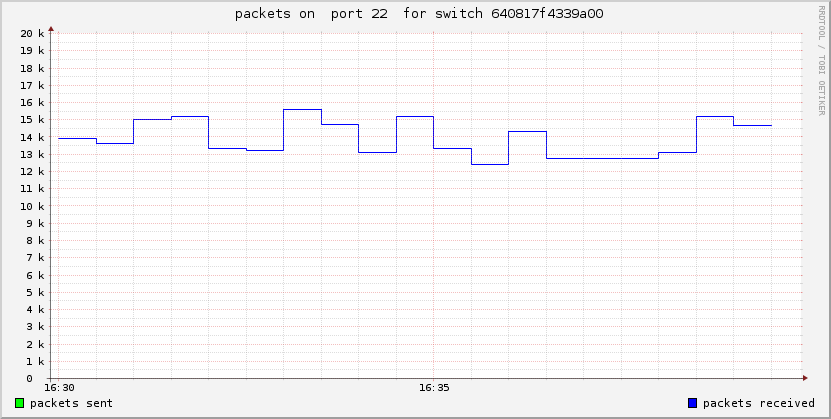 packets on  port 22  for switch 640817f4339a00
RRDTOOL / TOBI OETIKER
20 k
19 k
18 k
17 k
16 k
15 k
14 k
13 k
12 k
11 k
10 k
9 k
8 k
7 k
6 k
5 k
4 k
3 k
2 k
1 k
0
16:30 16:35
packets sent packets received